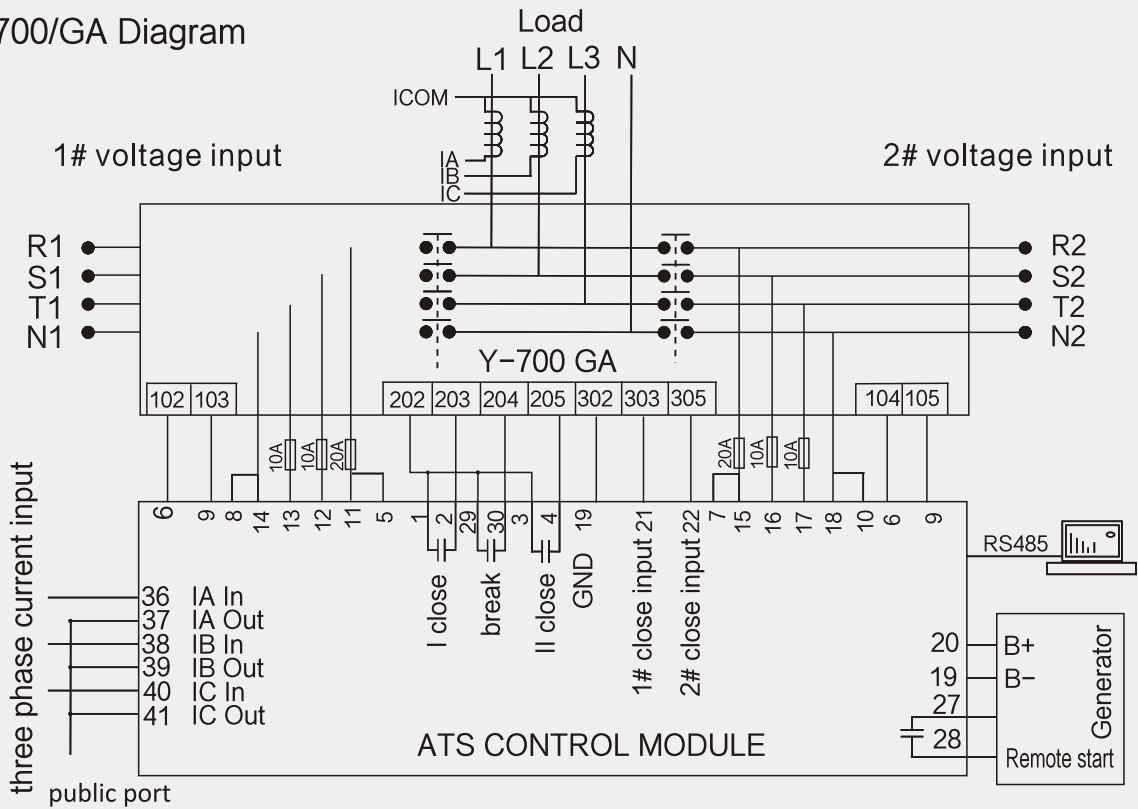 700/GA Diagram
Load
L1 L2 L3 N
ICOM
IA
IB
IC
1# voltage input
2# voltage input
R1
S1
T1
N1
R2
S2
T2
N2
Y-700 GA
102 103
202 203 204 205 302 303 305
104 105
10A 10A 20A
20A 10A 10A
6 9 8 14 13 12 11 5 1 2 29 30 3 4 19 1# close input 21 2# close input 22 7 15 16 17 18 10 6 9
I close
break
II close
GND
RS485
three phase current input
36 IA In
37 IA Out
38 IB In
39 IB Out
40 IC In
41 IC Out
public port
ATS CONTROL MODULE
20 B+
19 B-
27
28
Generator
Remote start